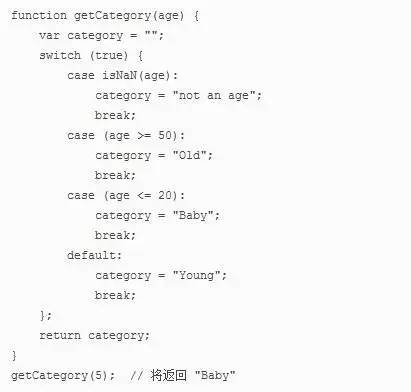 function getCategory(age) {
    var category = "";
    switch (true) {
        case isNaN(age):
            category = "not an age";
            break;
        case (age >= 50):
            category = "Old";
            break;
        case (age <= 20):
            category = "Baby";
            break;
        default:
            category = "Young";
            break;
    };
    return category;
}
getCategory(5);  // 将返回 "Baby"